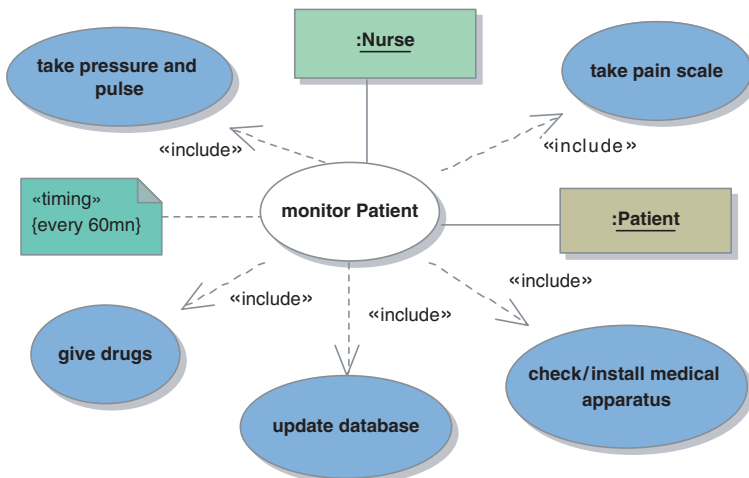 :Nurse
take pressure and
pulse
take pain scale
«include»
«include»
«timing»
{every 60mn}
monitor Patient
:Patient
«include»
«include»
«include»
give drugs
update database
check/install medical
apparatus